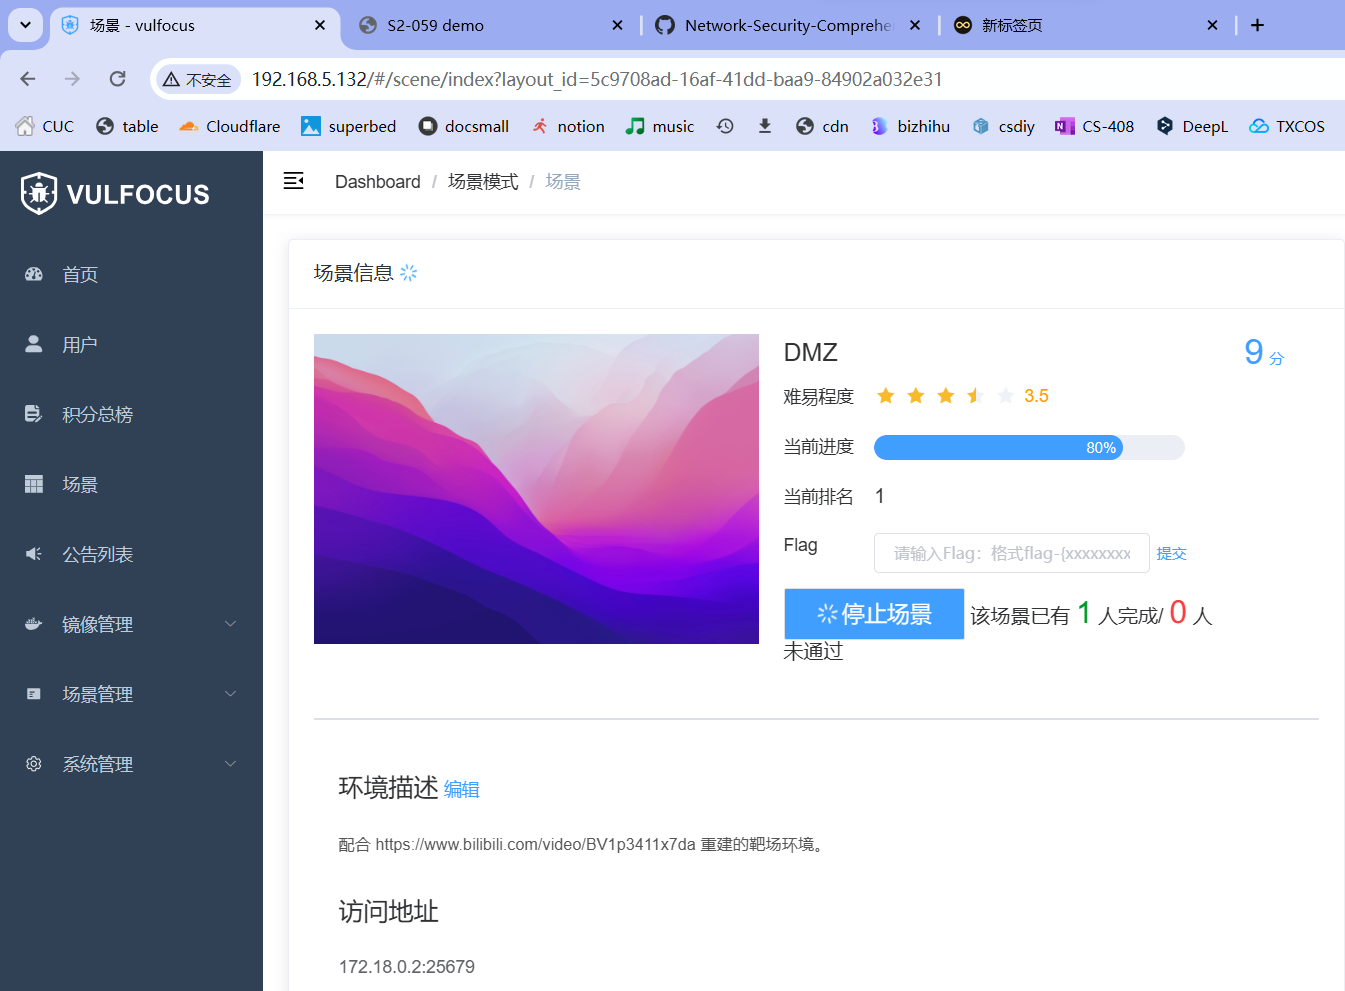 场景 - vulfocus
S2-059 demo
Network-Security-Comprehe
新标签页
不安全
192.168.5.132/#/scene/index?layout_id=5c9708ad-16af-41dd-baa9-84902a032e31
CUC
table
Cloudflare
superbed
docsmall
notion
music
cdn
bizhihu
csdiy
CS-408
DeepL
TXCOS
VULFOCUS
Dashboard / 场景模式 / 场景
首页
用户
积分总榜
场景
公告列表
镜像管理
场景管理
系统管理
场景信息
DMZ
9 分
难易程度 3.5
当前进度 80%
当前排名 1
Flag 请输入Flag：格式flag-{xxxxxxxx 提交
停止场景 该场景已有 1 人完成/ 0 人
未通过
环境描述 编辑
配合 https://www.bilibili.com/video/BV1p3411x7da 重建的靶场环境。
访问地址
172.18.0.2:25679